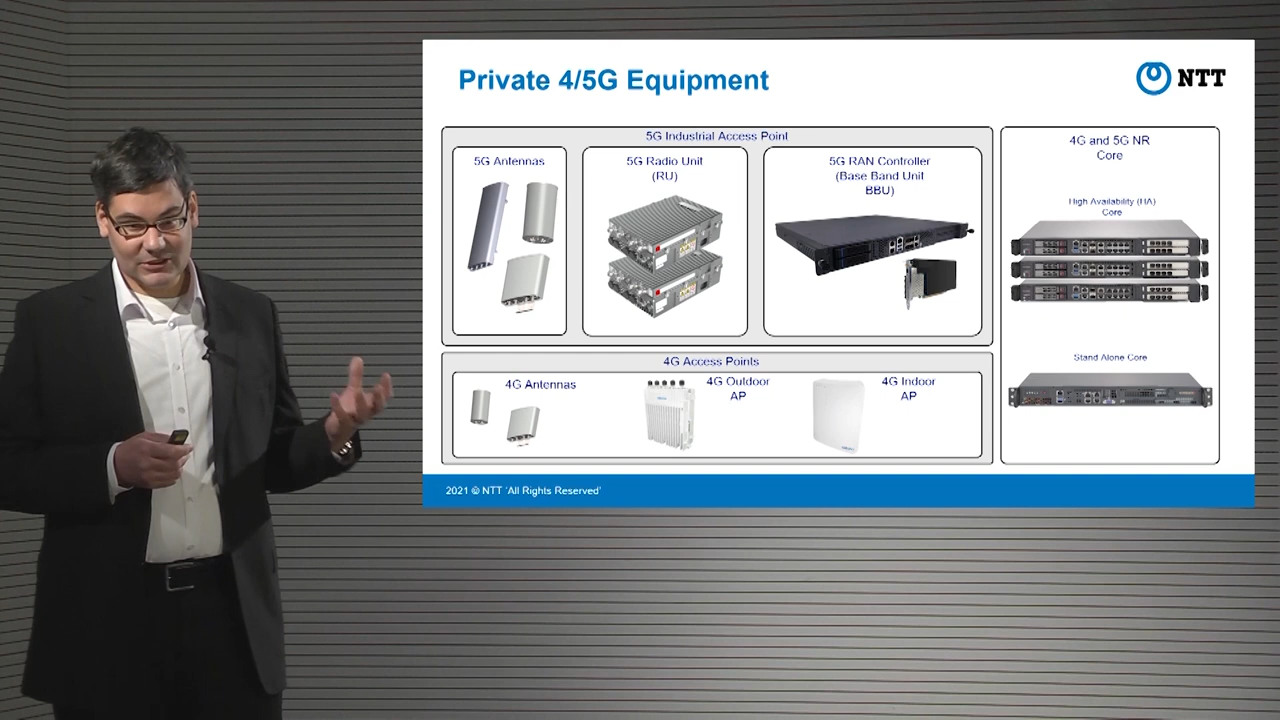 Private 4/5G Equipment
NTT
5G Industrial Access Point
5G Antennas
5G Radio Unit
(RU)
5G RAN Controller
(Base Band Unit
BBU)
4G and 5G NR
Core
High Availability (HA)
Core
Stand Alone Core
4G Access Points
4G Antennas
4G Outdoor
AP
4G Indoor
AP
2021 © NTT 'All Rights Reserved'